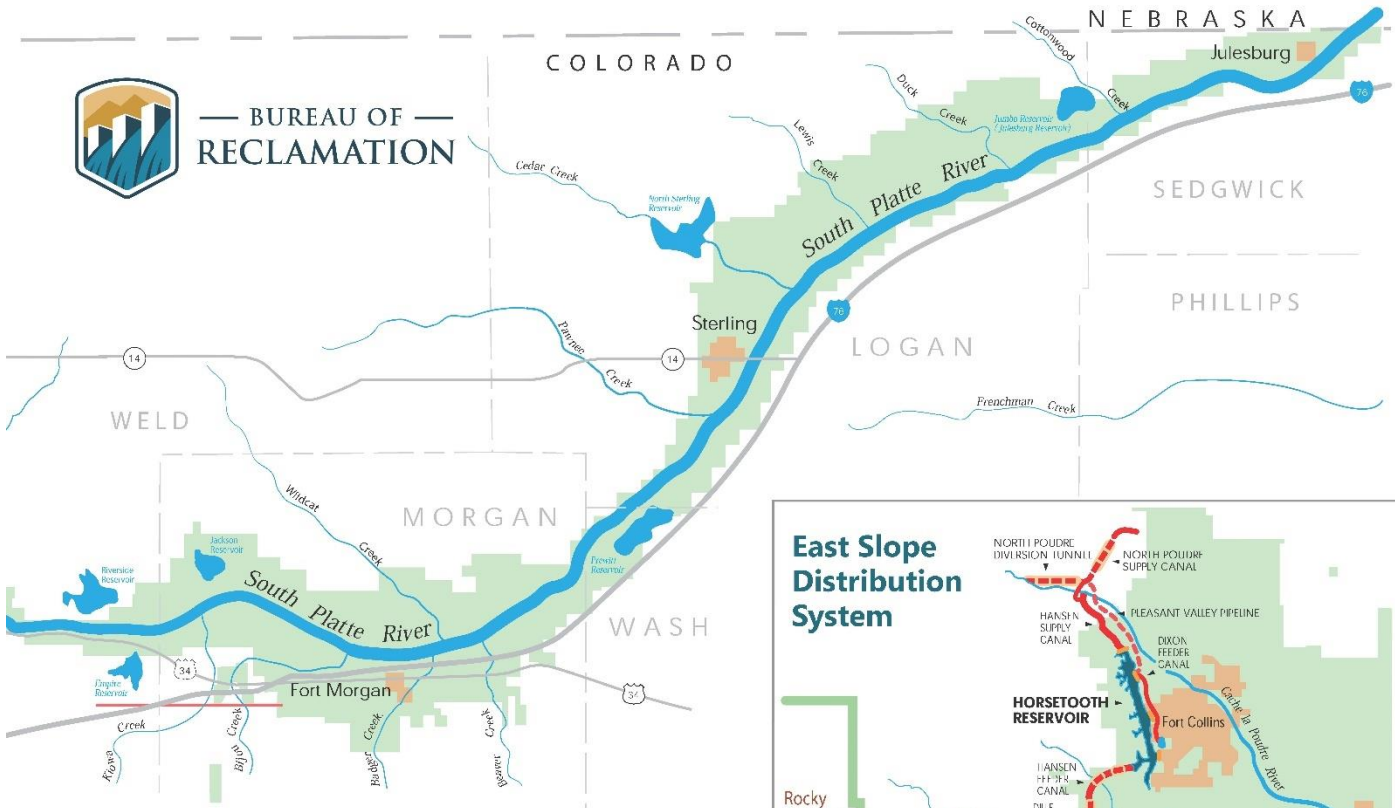 NEBRASKA
COLORADO
Julesburg
76
Cottonwood
Creek
Duck
Creek
Jumbo Reservoir
(Julesburg Reservoir)
Lewis
Creek
BUREAU OF
RECLAMATION
Cedar Creek
North Sterling
Reservoir
South Platte River
SEDGWICK
PHILLIPS
76
Sterling
LOGAN
14
14
Pawnee
Creek
Frenchman Creek
WELD
Wildcat
Creek
MORGAN
Jackson
Reservoir
Riverside
Reservoir
Prewitt
Reservoir
South Platte River
WASH
34
34
Empire
Reservoir
Fort Morgan
Kiowa
Creek
Bijou Creek
Badger Creek
Beaver Creek
East Slope
Distribution
System
NORTH POUDRE
DIVERSION TUNNEL
NORTH POUDRE
SUPPLY CANAL
PLEASANT VALLEY PIPELINE
HANSEN
SUPPLY
CANAL
DIXON
FEEDER
CANAL
HORSETOOTH
RESERVOIR
Fort Collins
Cache la Poudre River
HANSEN
FEEDER
CANAL
Rocky